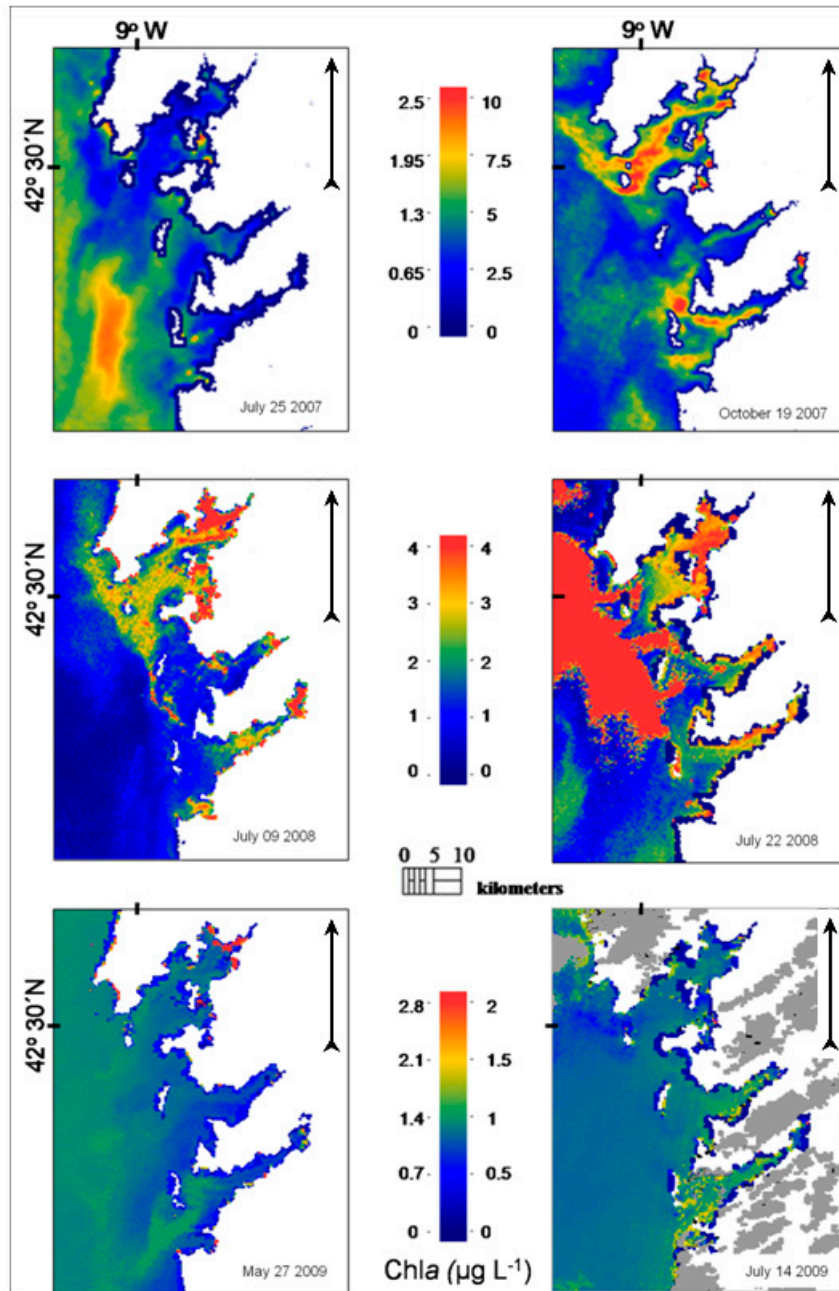 9º W
9º W
42º 30´N
2.5 10
1.95 7.5
1.3 5
0.65 2.5
0 0
July 25 2007
October 19 2007
42º 30´N
4 4
3 3
2 2
1 1
0 0
July 09 2008
July 22 2008
0 5 10
kilometers
42º 30´N
2.8 2
2.1 1.5
1.4 1
0.7 0.5
0 0
Chla (µg L-1)
May 27 2009
July 14 2009